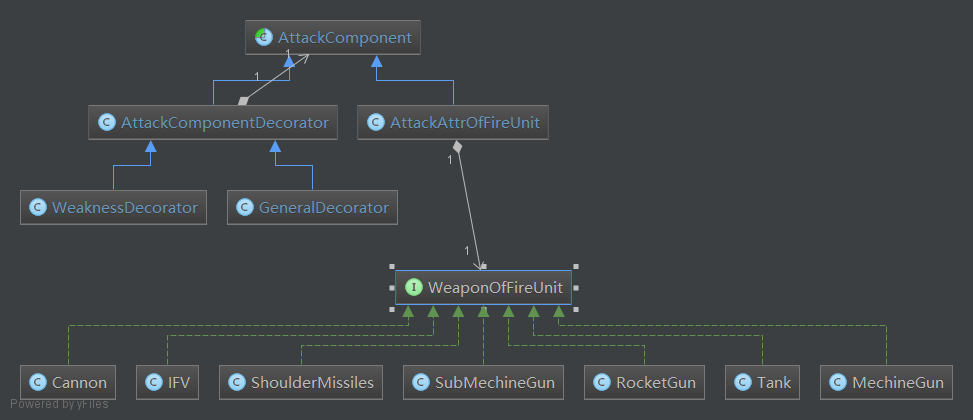 C AttackComponent
1
1
C AttackComponentDecorator
C AttackAttrOfFireUnit
1
C WeaknessDecorator
C GeneralDecorator
1
I WeaponOfFireUnit
C Cannon
C IFV
C ShoulderMissiles
C SubMechineGun
C RocketGun
C Tank
C MechineGun
Powered by yFiles